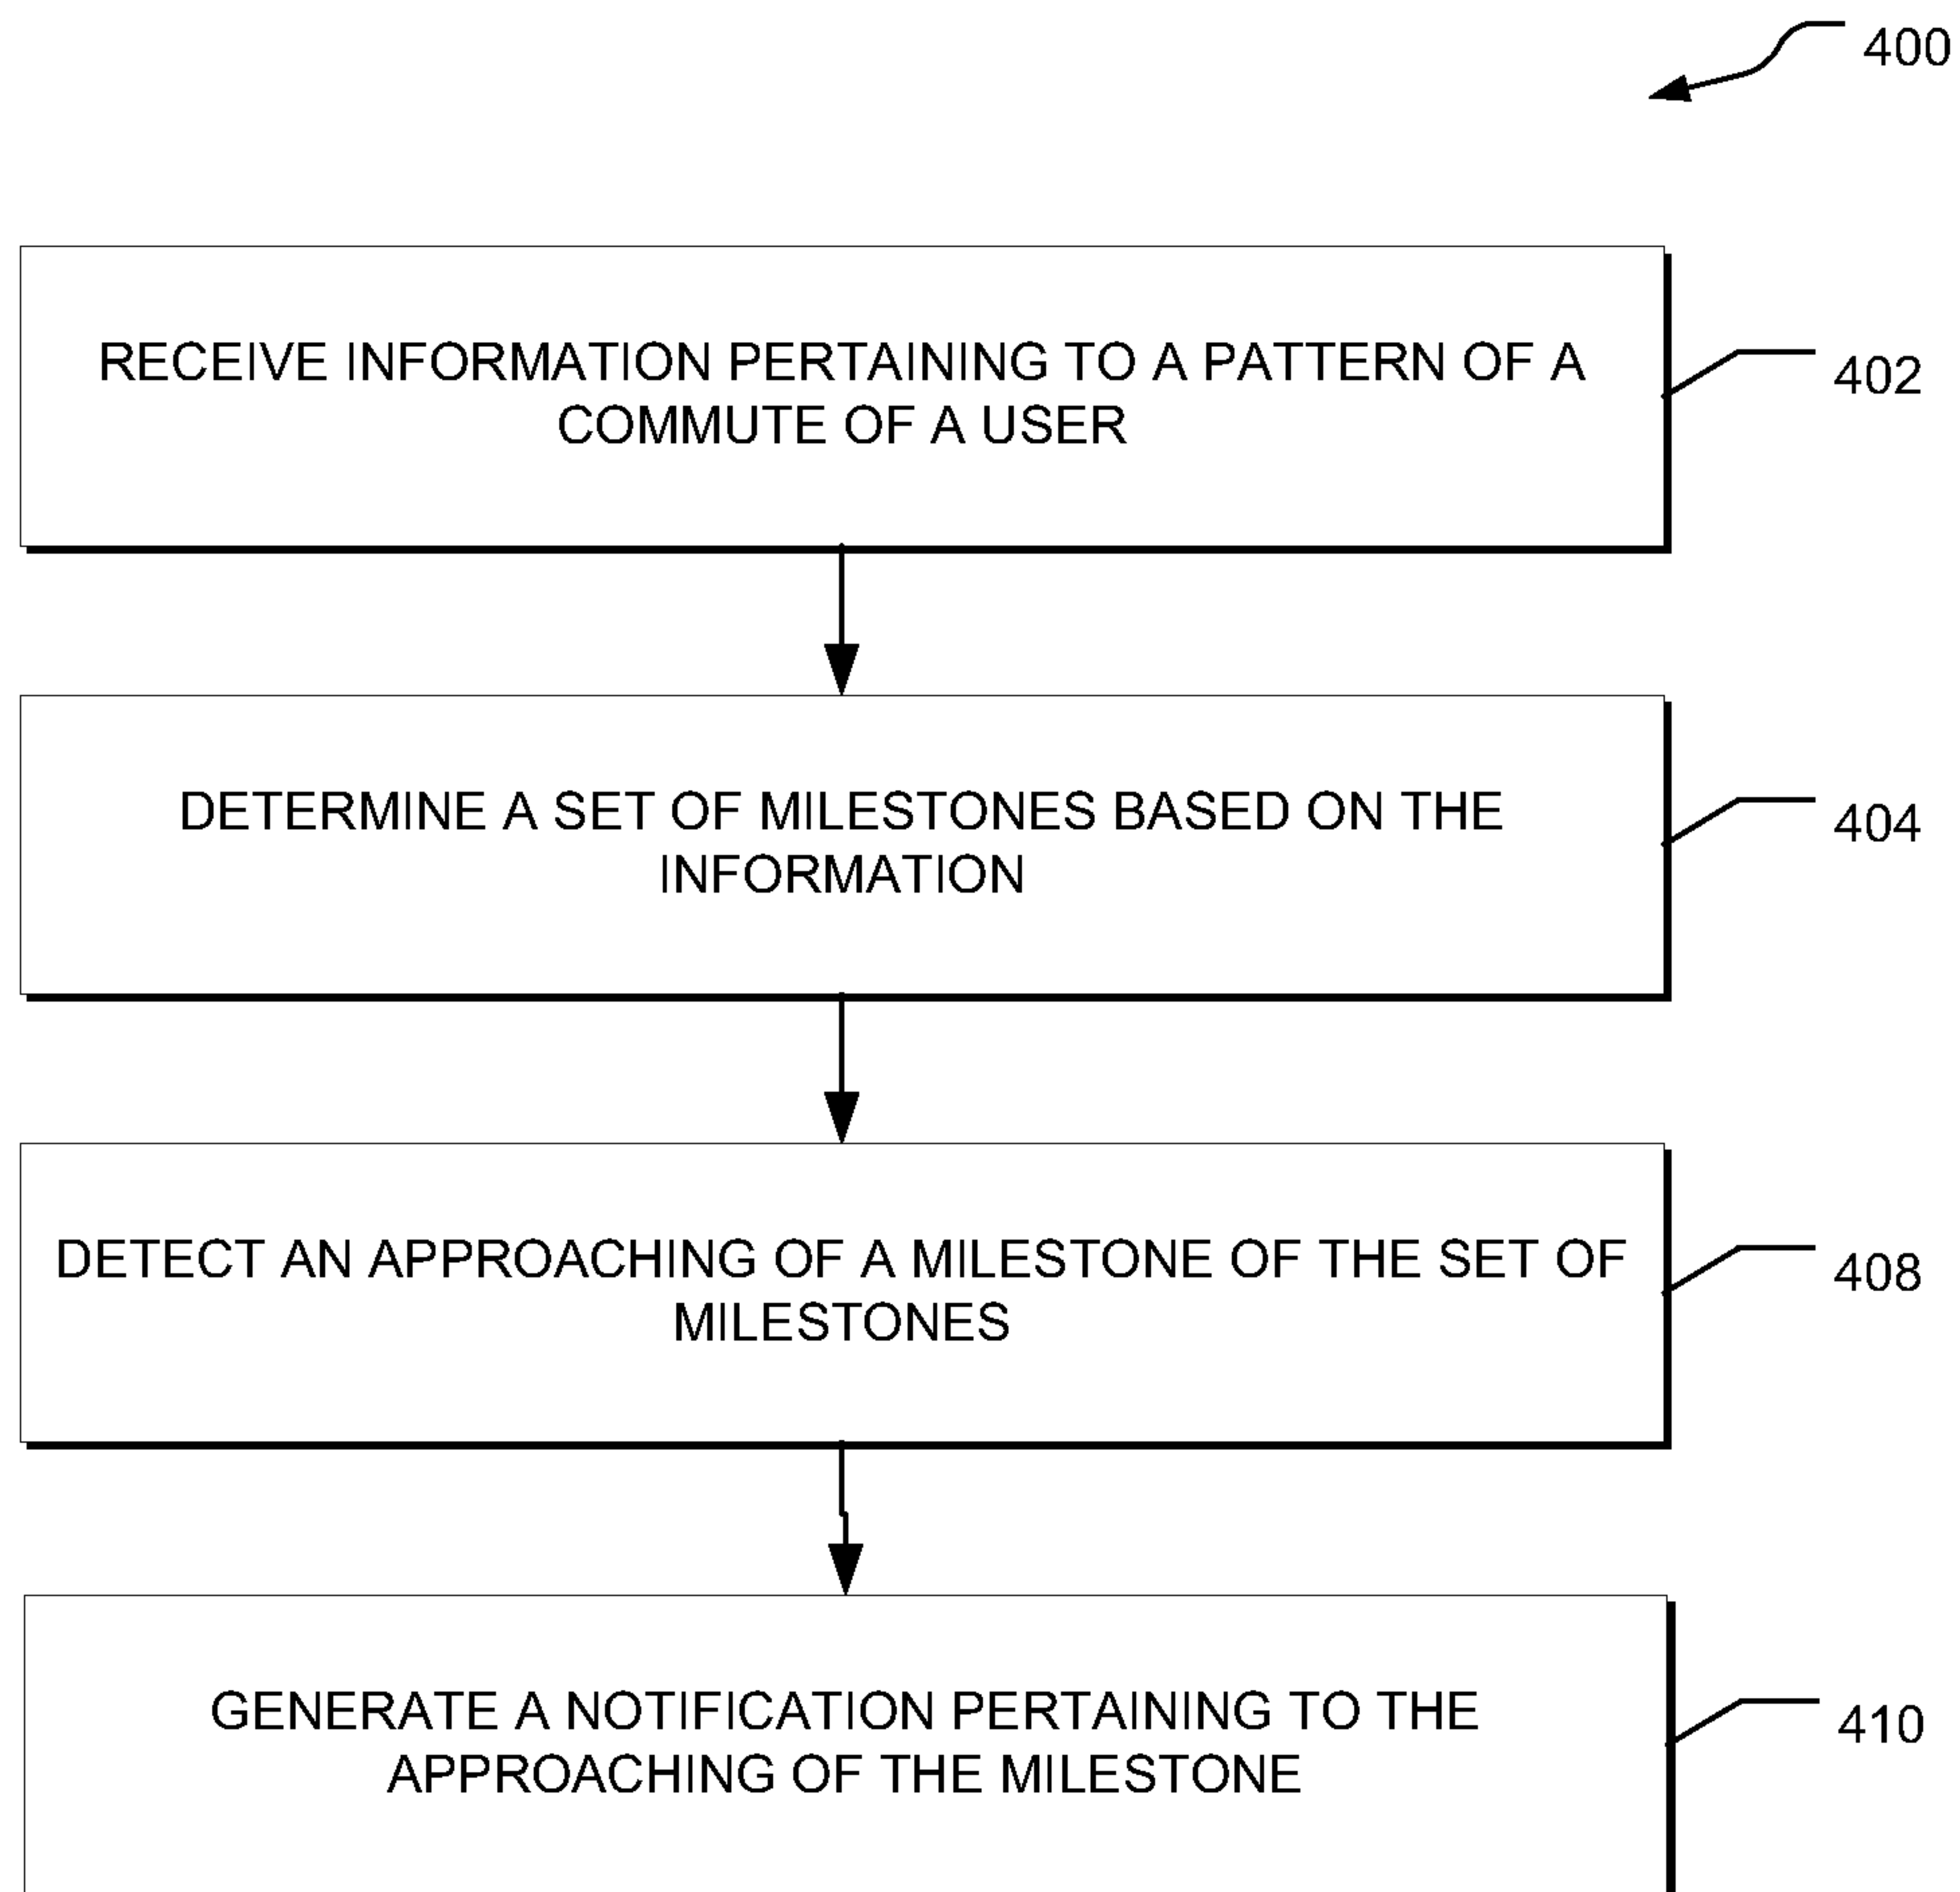 400
RECEIVE INFORMATION PERTAINING TO A PATTERN OF A
COMMUTE OF A USER
402
DETERMINE A SET OF MILESTONES BASED ON THE
INFORMATION
404
DETECT AN APPROACHING OF A MILESTONE OF THE SET OF
MILESTONES
408
GENERATE A NOTIFICATION PERTAINING TO THE
APPROACHING OF THE MILESTONE
410